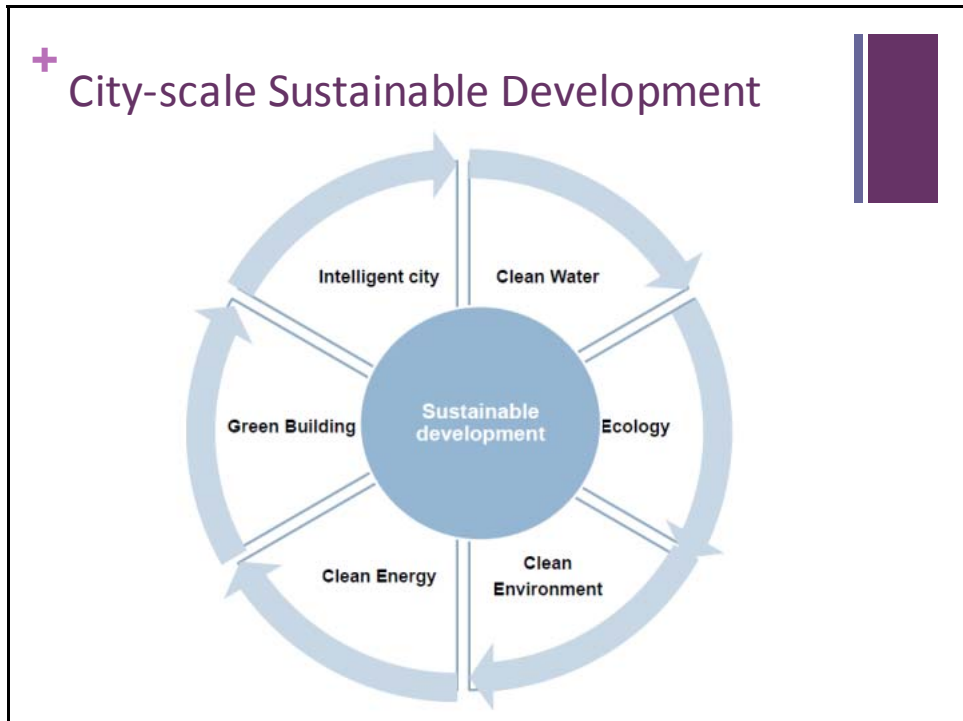 +
City-scale Sustainable Development
Intelligent city
Clean Water
Green Building
Sustainable
development
Ecology
Clean Energy
Clean
Environment